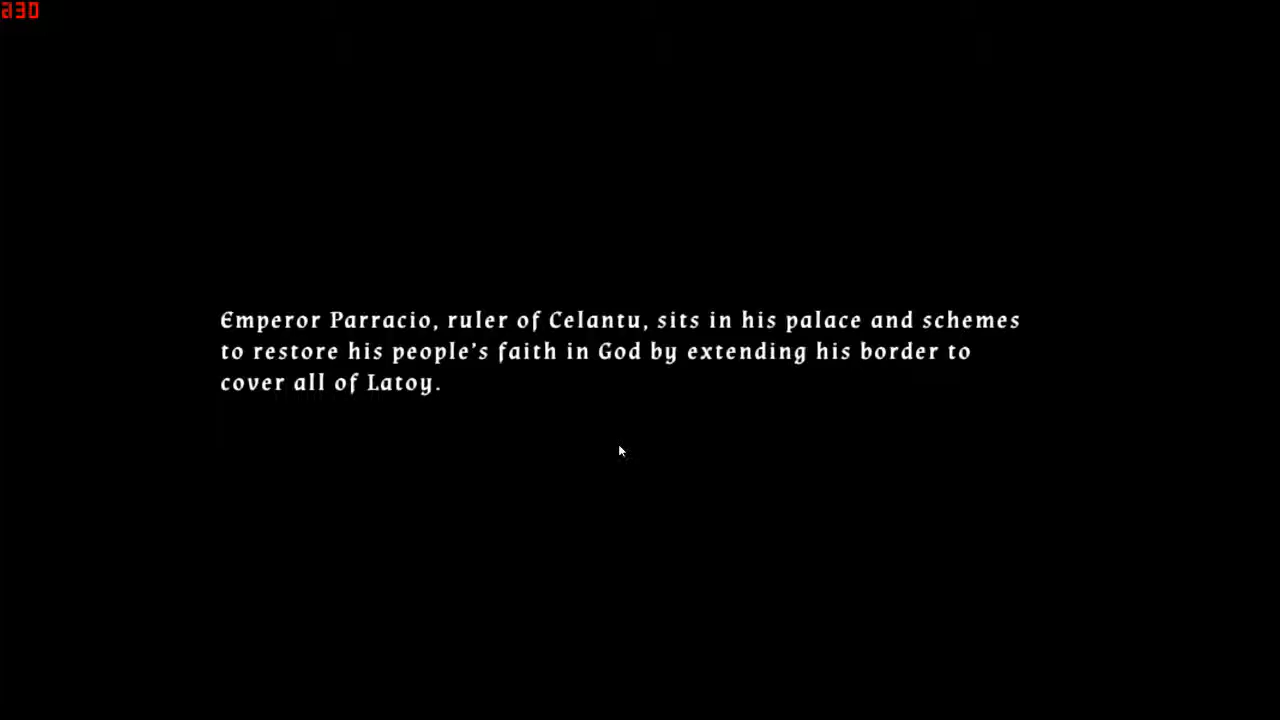 230
Emperor Parracio, ruler of Celantu, sits in his palace and schemes
to restore his people's faith in God by extending his border to
cover all of Latoy.